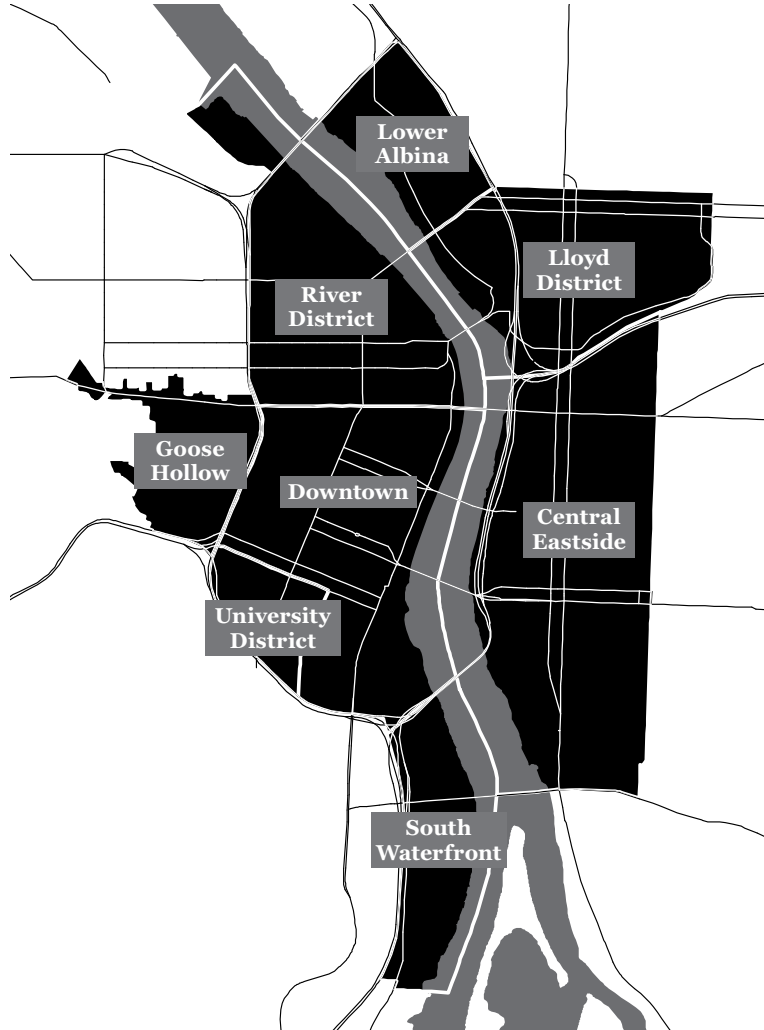 Lower
Albina
Lloyd
District
River
District
Goose
Hollow
Downtown
Central
Eastside
University
District
South
Waterfront